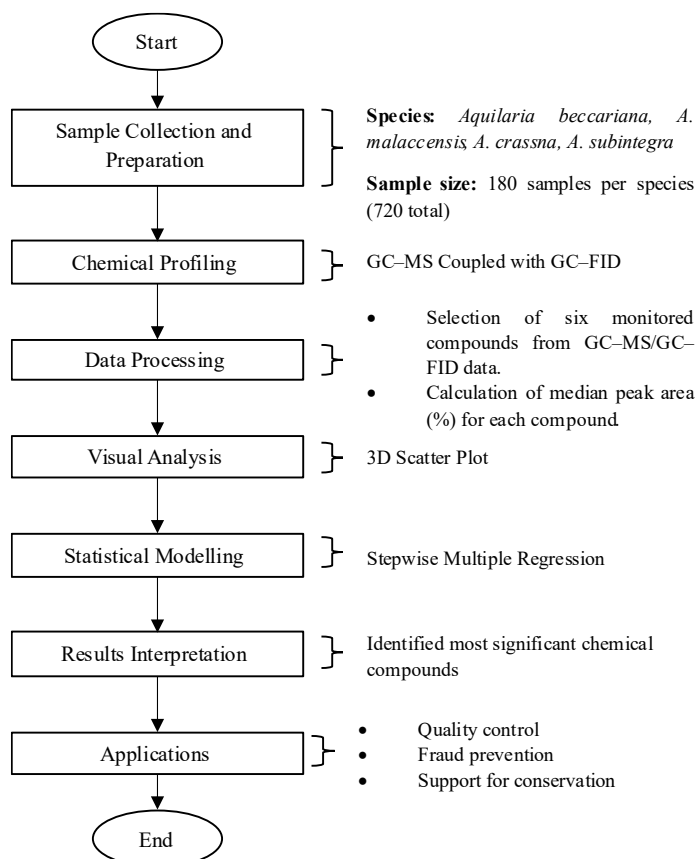 Start
Sample Collection and
Preparation
Species: Aquilaria beccariana, A.
malaccensis, A. crassna, A. subintegra
Sample size: 180 samples per species
(720 total)
Chemical Profiling
GC–MS Coupled with GC–FID
Data Processing
• Selection of six monitored
compounds from GC–MS/GC–
FID data.
• Calculation of median peak area
(%) for each compound.
Visual Analysis
3D Scatter Plot
Statistical Modelling
Stepwise Multiple Regression
Results Interpretation
Identified most significant chemical
compounds
Applications
• Quality control
• Fraud prevention
• Support for conservation
End